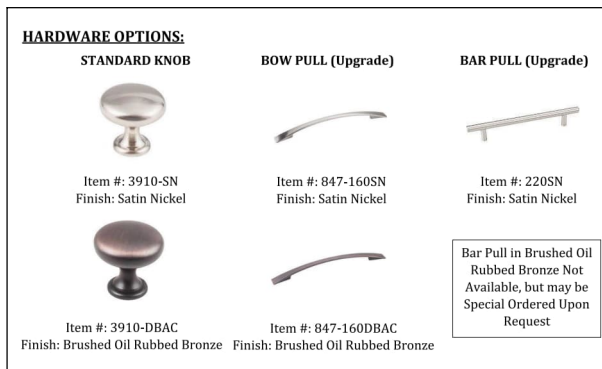 HARDWARE OPTIONS:
STANDARD KNOB
BOW PULL (Upgrade)
BAR PULL (Upgrade)
Item #: 3910-SN
Finish: Satin Nickel
Item #: 847-160SN
Finish: Satin Nickel
Item #: 220SN
Finish: Satin Nickel
Item #: 3910-DBAC
Finish: Brushed Oil Rubbed Bronze
Item #: 847-160DBAC
Finish: Brushed Oil Rubbed Bronze
Bar Pull in Brushed Oil
Rubbed Bronze Not
Available, but may be
Special Ordered Upon
Request